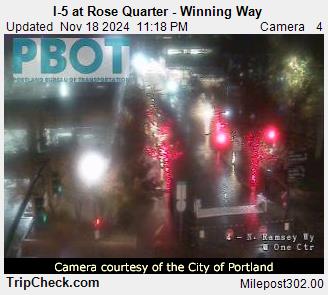 I-5 at Rose Quarter - Winning Way
Updated Nov 18 2024 11:18 PM Camera 4
PBOT
PORTLAND BUREAU OF TRANSPORTATION
4 - N. Ramsey Wy
W One Ctr
Camera courtesy of the City of Portland
TripCheck.com Milepost302.00